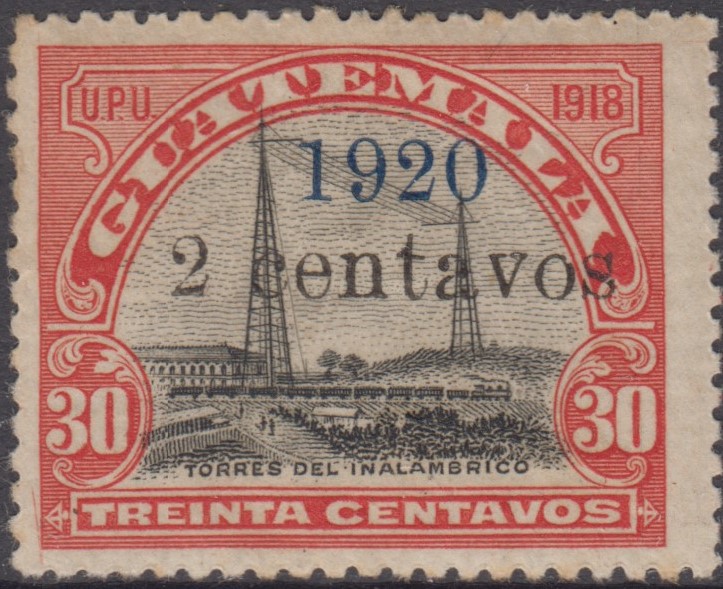 U.P.U. 1918
GUATEMALA
1920
2 centavos
30 30
TORRES DEL INALAMBRICO
TREINTA CENTAVOS